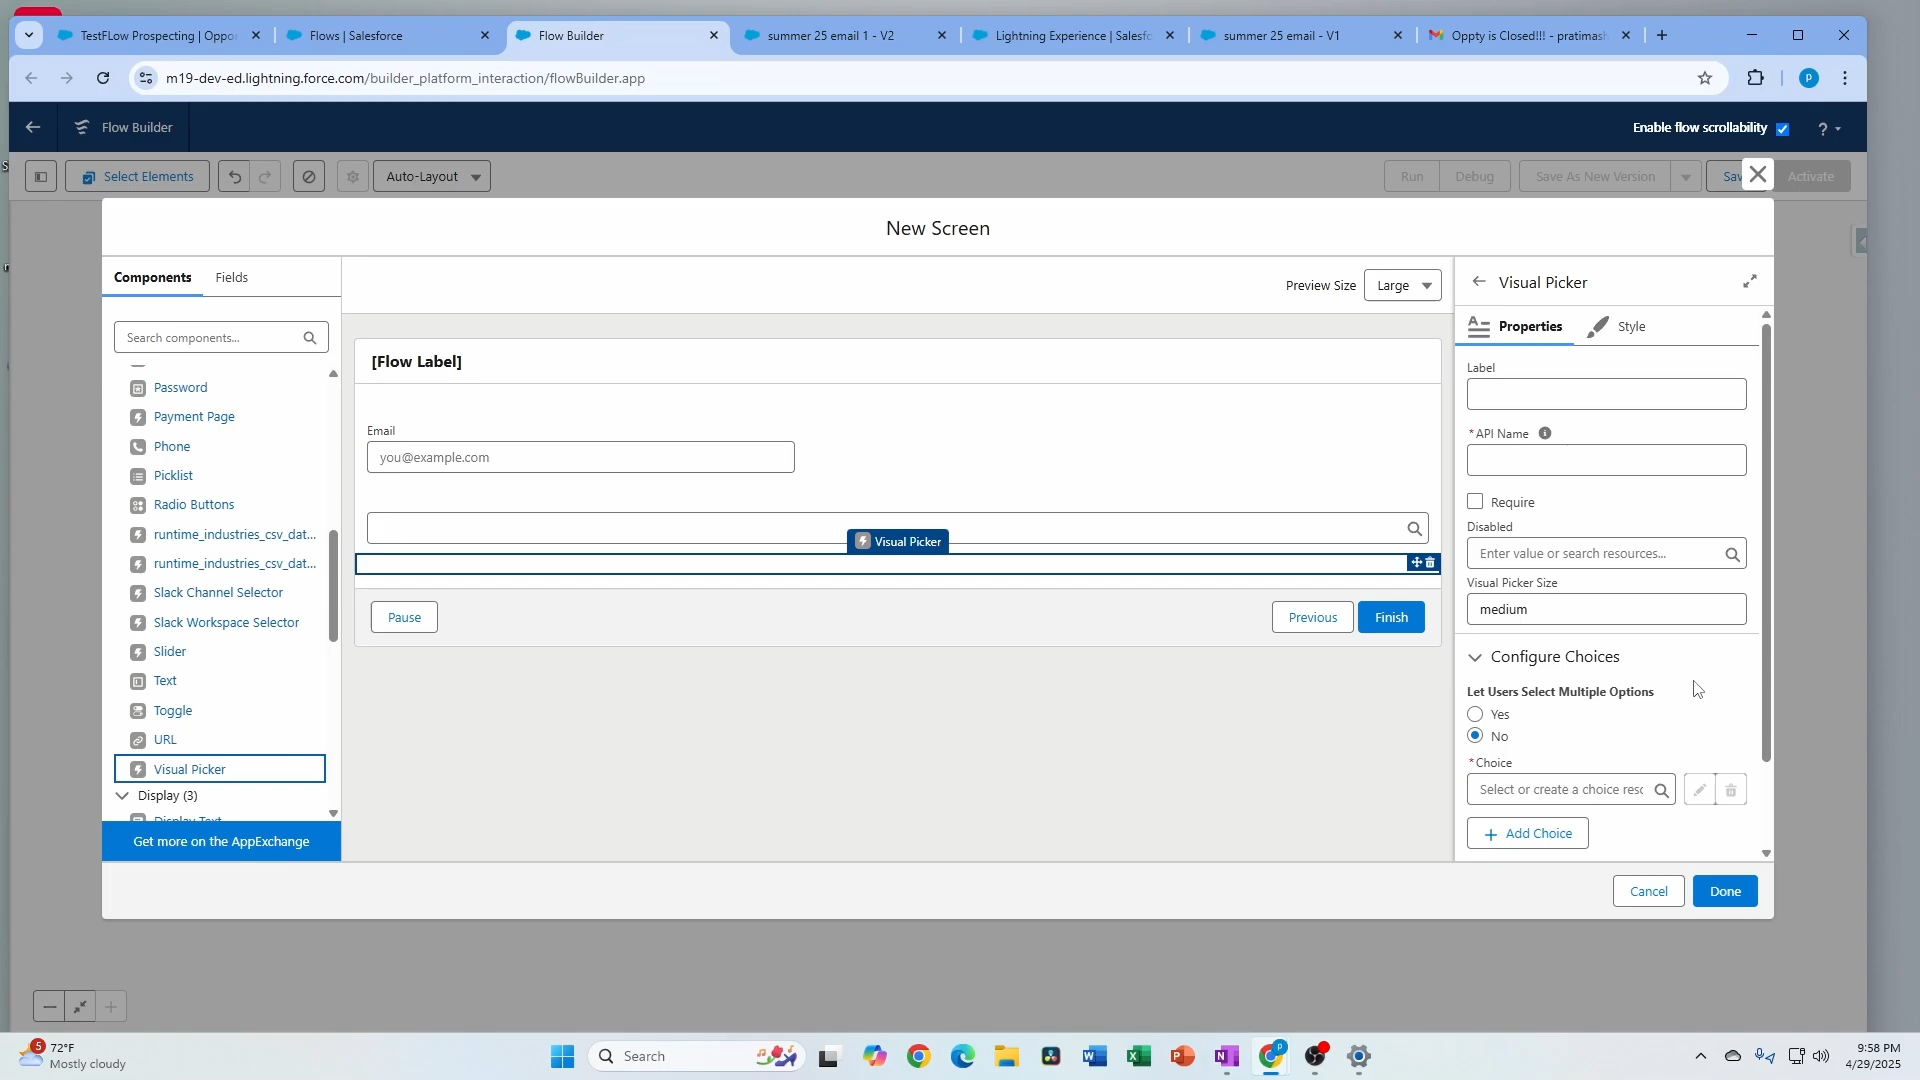 TestFLow Prospecting | Oppo
Flows | Salesforce
Flow Builder
summer 25 email 1 - V2
Lightning Experience | Salesfo
summer 25 email - V1
Oppty is Closed!!! - pratimash
m19-dev-ed.lightning.force.com/builder_platform_interaction/flowBuilder.app
P
Flow Builder
Enable flow scrollability
?
Select Elements
Auto-Layout
Run
Debug
Save As New Version
Sav
Activate
New Screen
Components
Fields
Search components...
Password
Payment Page
Phone
Picklist
Radio Buttons
runtime_industries_csv_dat...
runtime_industries_csv_dat...
Slack Channel Selector
Slack Workspace Selector
Slider
Text
Toggle
URL
Visual Picker
Display (3)
Display Text
Get more on the AppExchange
Preview Size
Large
[Flow Label]
Email
you@example.com
Visual Picker
Pause
Previous
Finish
Visual Picker
Properties
Style
Label
*API Name
Require
Disabled
Enter value or search resources...
Visual Picker Size
medium
Configure Choices
Let Users Select Multiple Options
Yes
No
*Choice
Select or create a choice resc
Add Choice
Cancel
Done
5
72°F
Mostly cloudy
Search
9:58 PM
4/29/2025